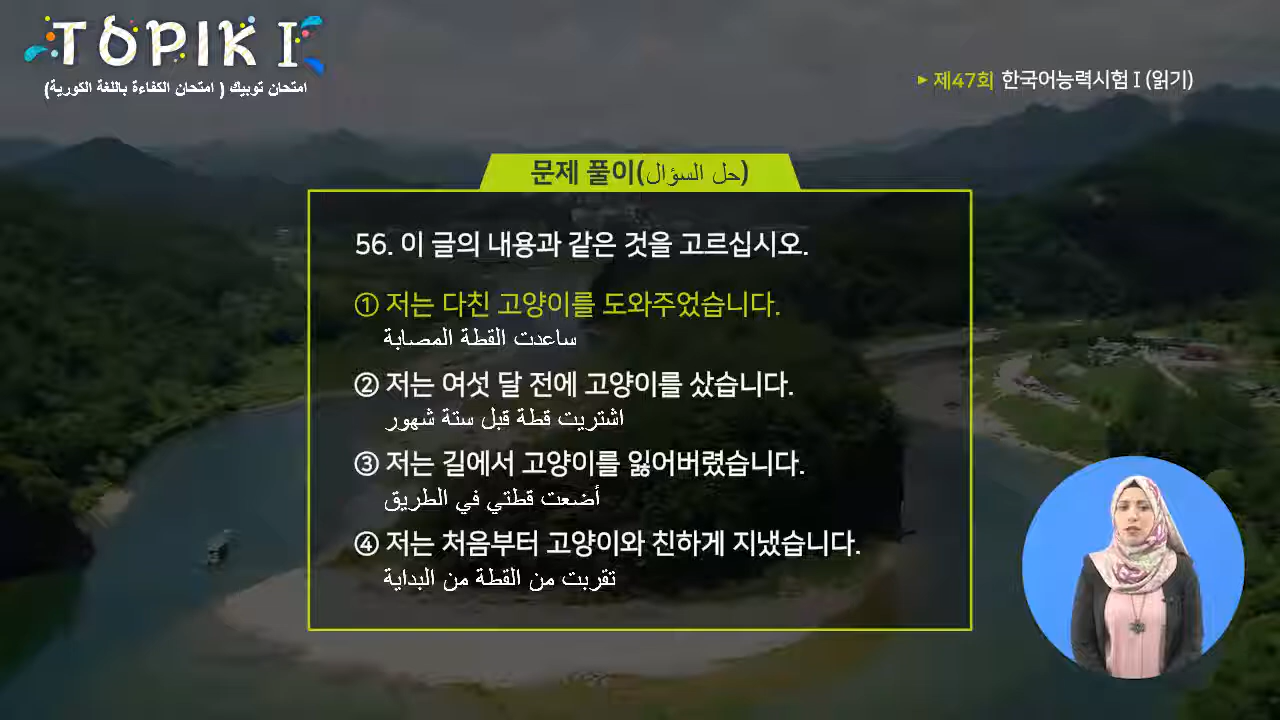 TOPIK I
امتحان توبيك ( امتحان الكفاءة باللغة الكورية)
▸ 제47회 한국어능력시험 I (읽기)
문제 풀이(حل السؤال)
56. 이 글의 내용과 같은 것을 고르십시오.
① 저는 다친 고양이를 도와주었습니다.
ساعدت القطة المصابة
② 저는 여섯 달 전에 고양이를 샀습니다.
اشتريت قطة قبل ستة شهور
③ 저는 길에서 고양이를 잃어버렸습니다.
أضعت قطتي في الطريق
④ 저는 처음부터 고양이와 친하게 지냈습니다.
تقربت من القطة من البداية